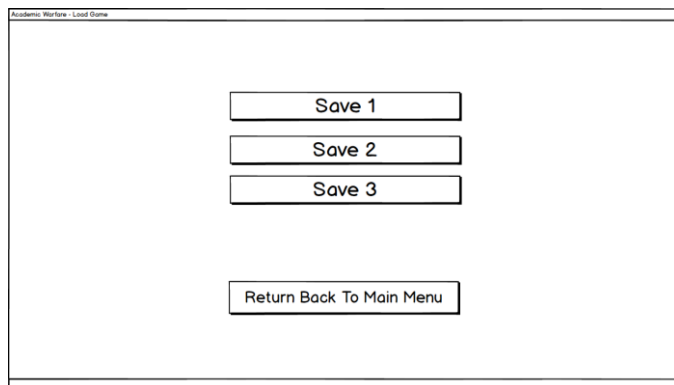 Academic Warfare - Load Game
Save 1
Save 2
Save 3
Return Back To Main Menu